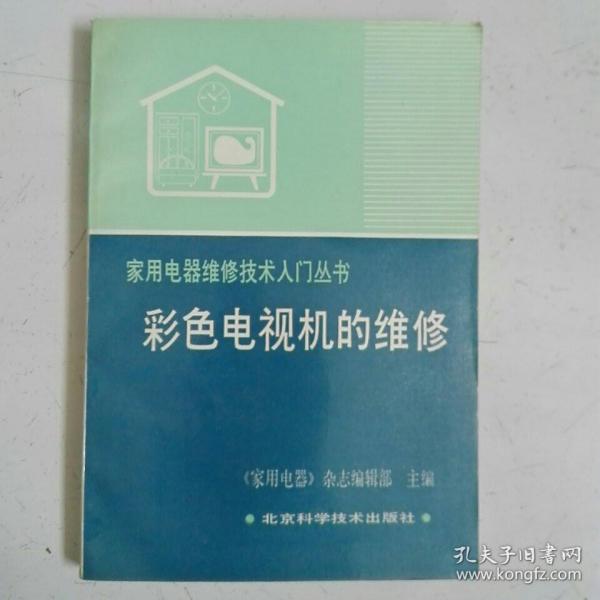 家用电器维修技术入门丛书
彩色电视机的维修
《家用电器》杂志编辑部 主编
北京科学技术出版社
孔夫子旧书网
www.kongfz.com